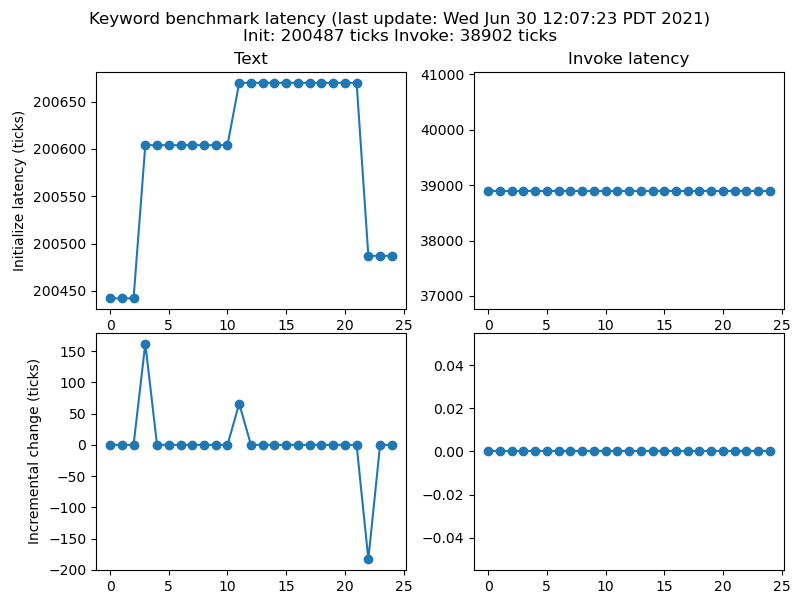 Keyword benchmark latency (last update: Wed Jun 30 12:07:23 PDT 2021)
Init: 200487 ticks Invoke: 38902 ticks
Text
Initialize latency (ticks)
200650
200600
200550
200500
200450
0 5 10 15 20 25
Invoke latency
41000
40000
39000
38000
37000
0 5 10 15 20 25
Incremental change (ticks)
150
100
50
0
−50
−100
−150
−200
0 5 10 15 20 25
0.04
0.02
0.00
−0.02
−0.04
0 5 10 15 20 25